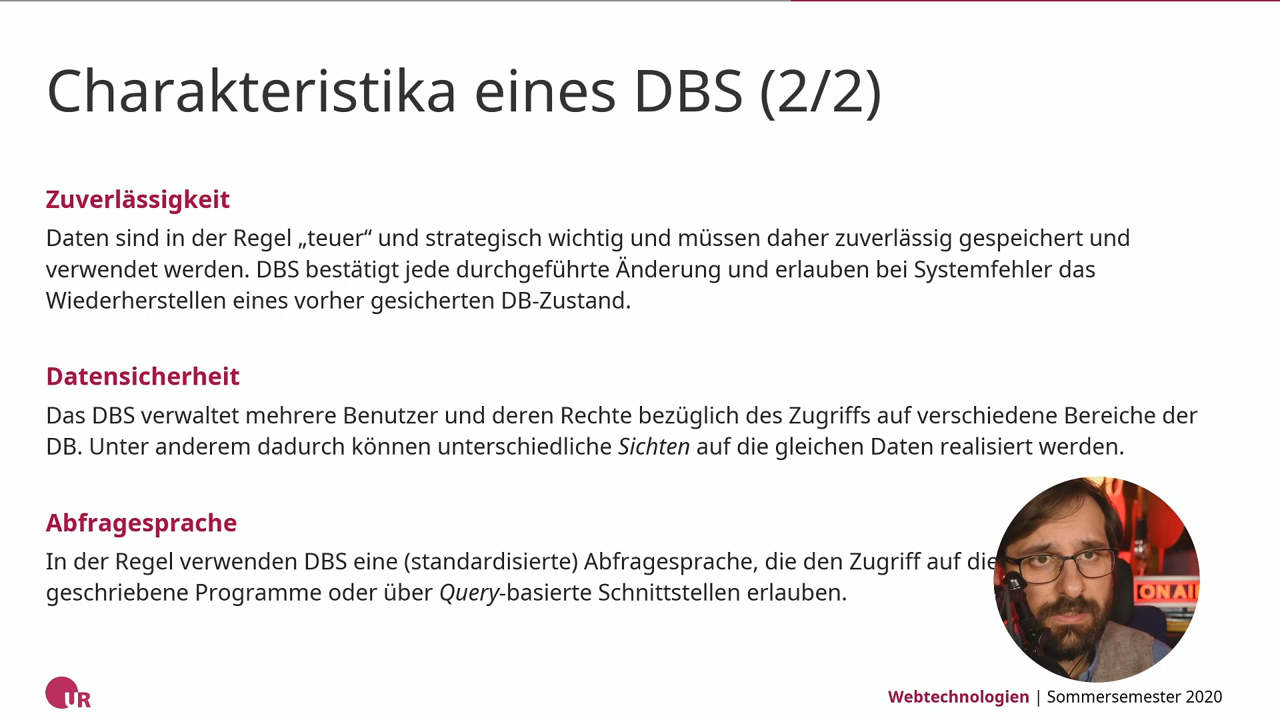 Charakteristika eines DBS (2/2)
Zuverlässigkeit
Daten sind in der Regel „teuer“ und strategisch wichtig und müssen daher zuverlässig gespeichert und
verwendet werden. DBS bestätigt jede durchgeführte Änderung und erlauben bei Systemfehler das
Wiederherstellen eines vorher gesicherten DB-Zustand.
Datensicherheit
Das DBS verwaltet mehrere Benutzer und deren Rechte bezüglich des Zugriffs auf verschiedene Bereiche der
DB. Unter anderem dadurch können unterschiedliche Sichten auf die gleichen Daten realisiert werden.
Abfragesprache
In der Regel verwenden DBS eine (standardisierte) Abfragesprache, die den Zugriff auf die
geschriebene Programme oder über Query-basierte Schnittstellen erlauben.
ON AI
UR
Webtechnologien | Sommersemester 2020